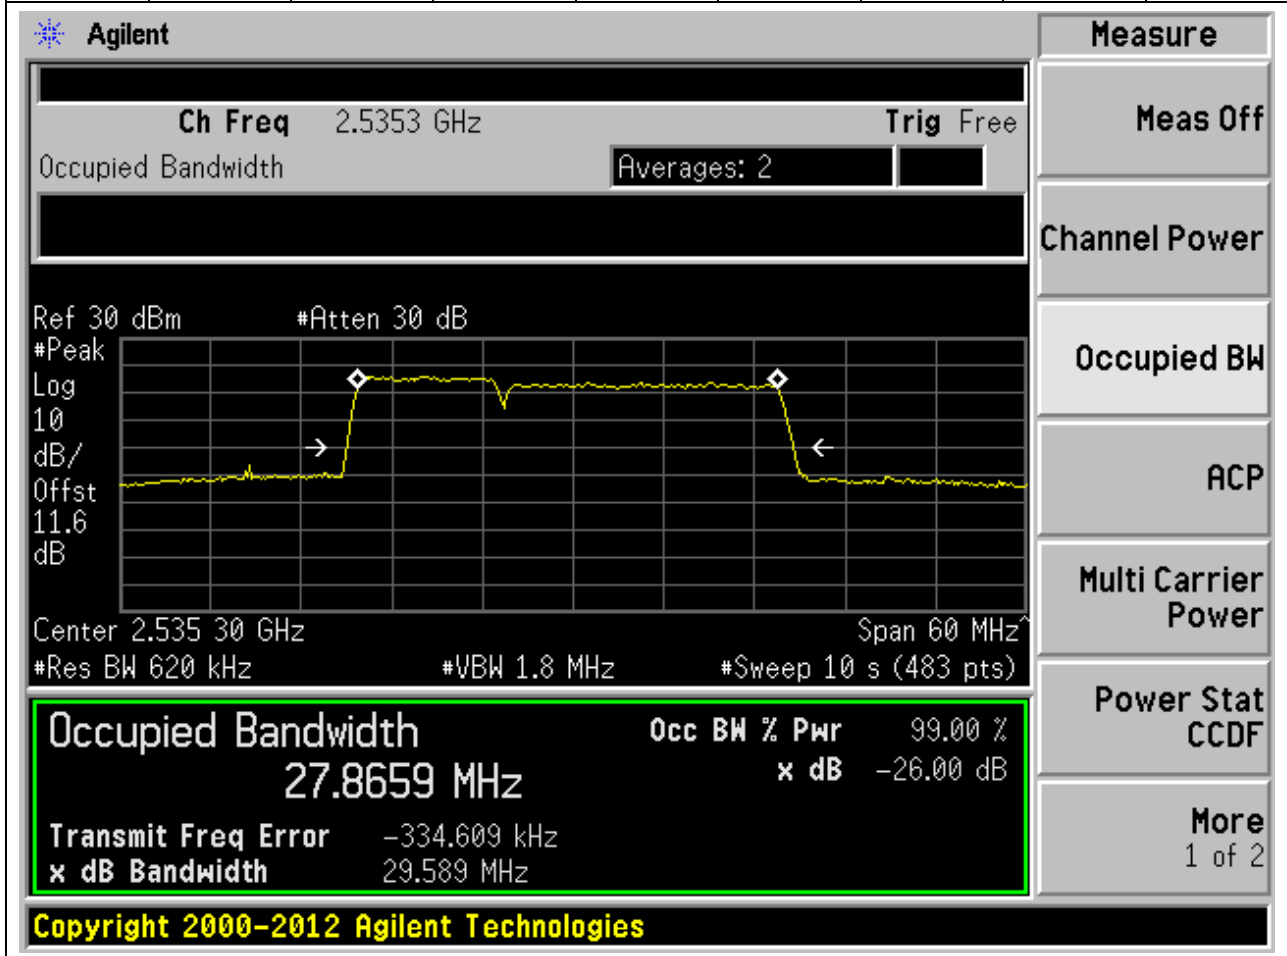 Agilent
Measure
Ch Freq 2.5353 GHz Trig Free
Occupied Bandwidth Averages: 2
Meas Off
Channel Power
Occupied BW
ACP
Multi Carrier
Power
Power Stat
CCDF
More
1 of 2
Ref 30 dBm #Atten 30 dB
#Peak
Log
10
dB/
Offst
11.6
dB
Center 2.535 30 GHz Span 60 MHz^
#Res BW 620 kHz #VBW 1.8 MHz #Sweep 10 s (483 pts)
Occupied Bandwidth Occ BW % Pwr 99.00 %
27.8659 MHz x dB -26.00 dB
Transmit Freq Error -334.609 kHz
x dB Bandwidth 29.589 MHz
Copyright 2000-2012 Agilent Technologies